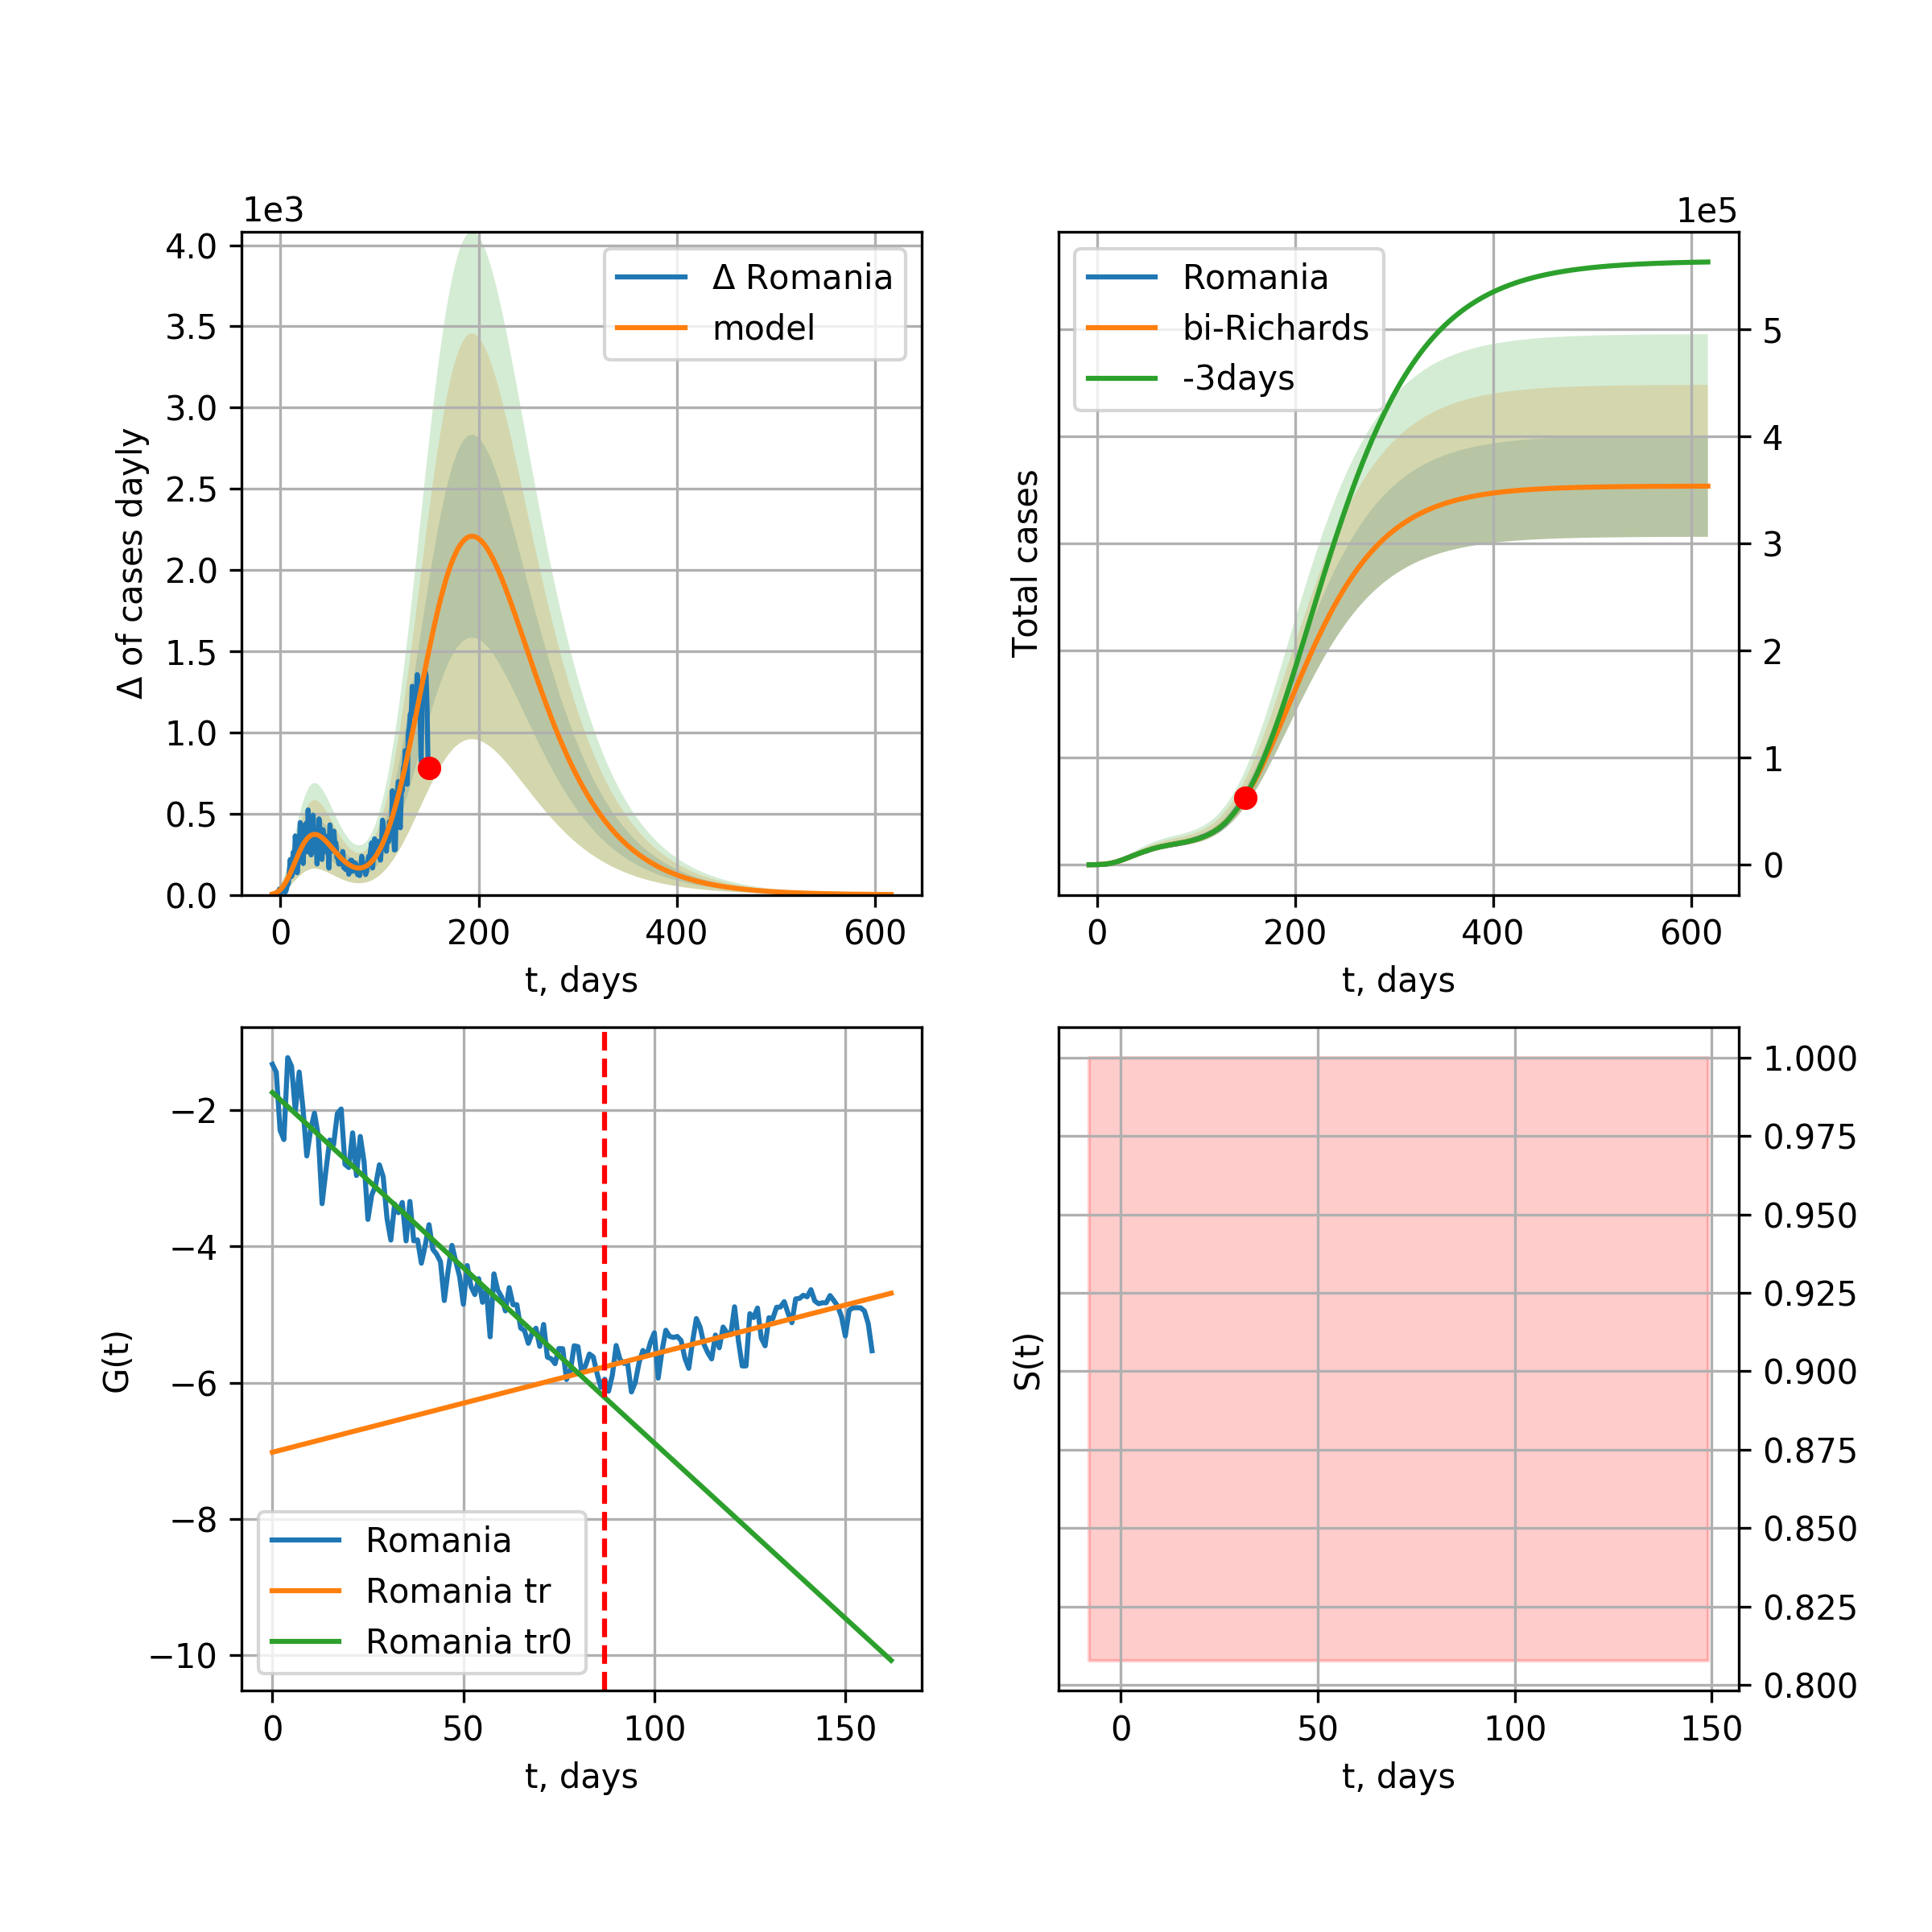 1e3
Δ of cases dayly
4.0
3.5
3.0
2.5
2.0
1.5
1.0
0.5
0.0
Δ Romania
model
0 200 400 600
t, days
1e5
Total cases
Romania
bi-Richards
-3days
5
4
3
2
1
0
0 200 400 600
t, days
G(t)
−2
−4
−6
−8
−10
Romania
Romania tr
Romania tr0
0 50 100 150
t, days
S(t)
1.000
0.975
0.950
0.925
0.900
0.875
0.850
0.825
0.800
0 50 100 150
t, days